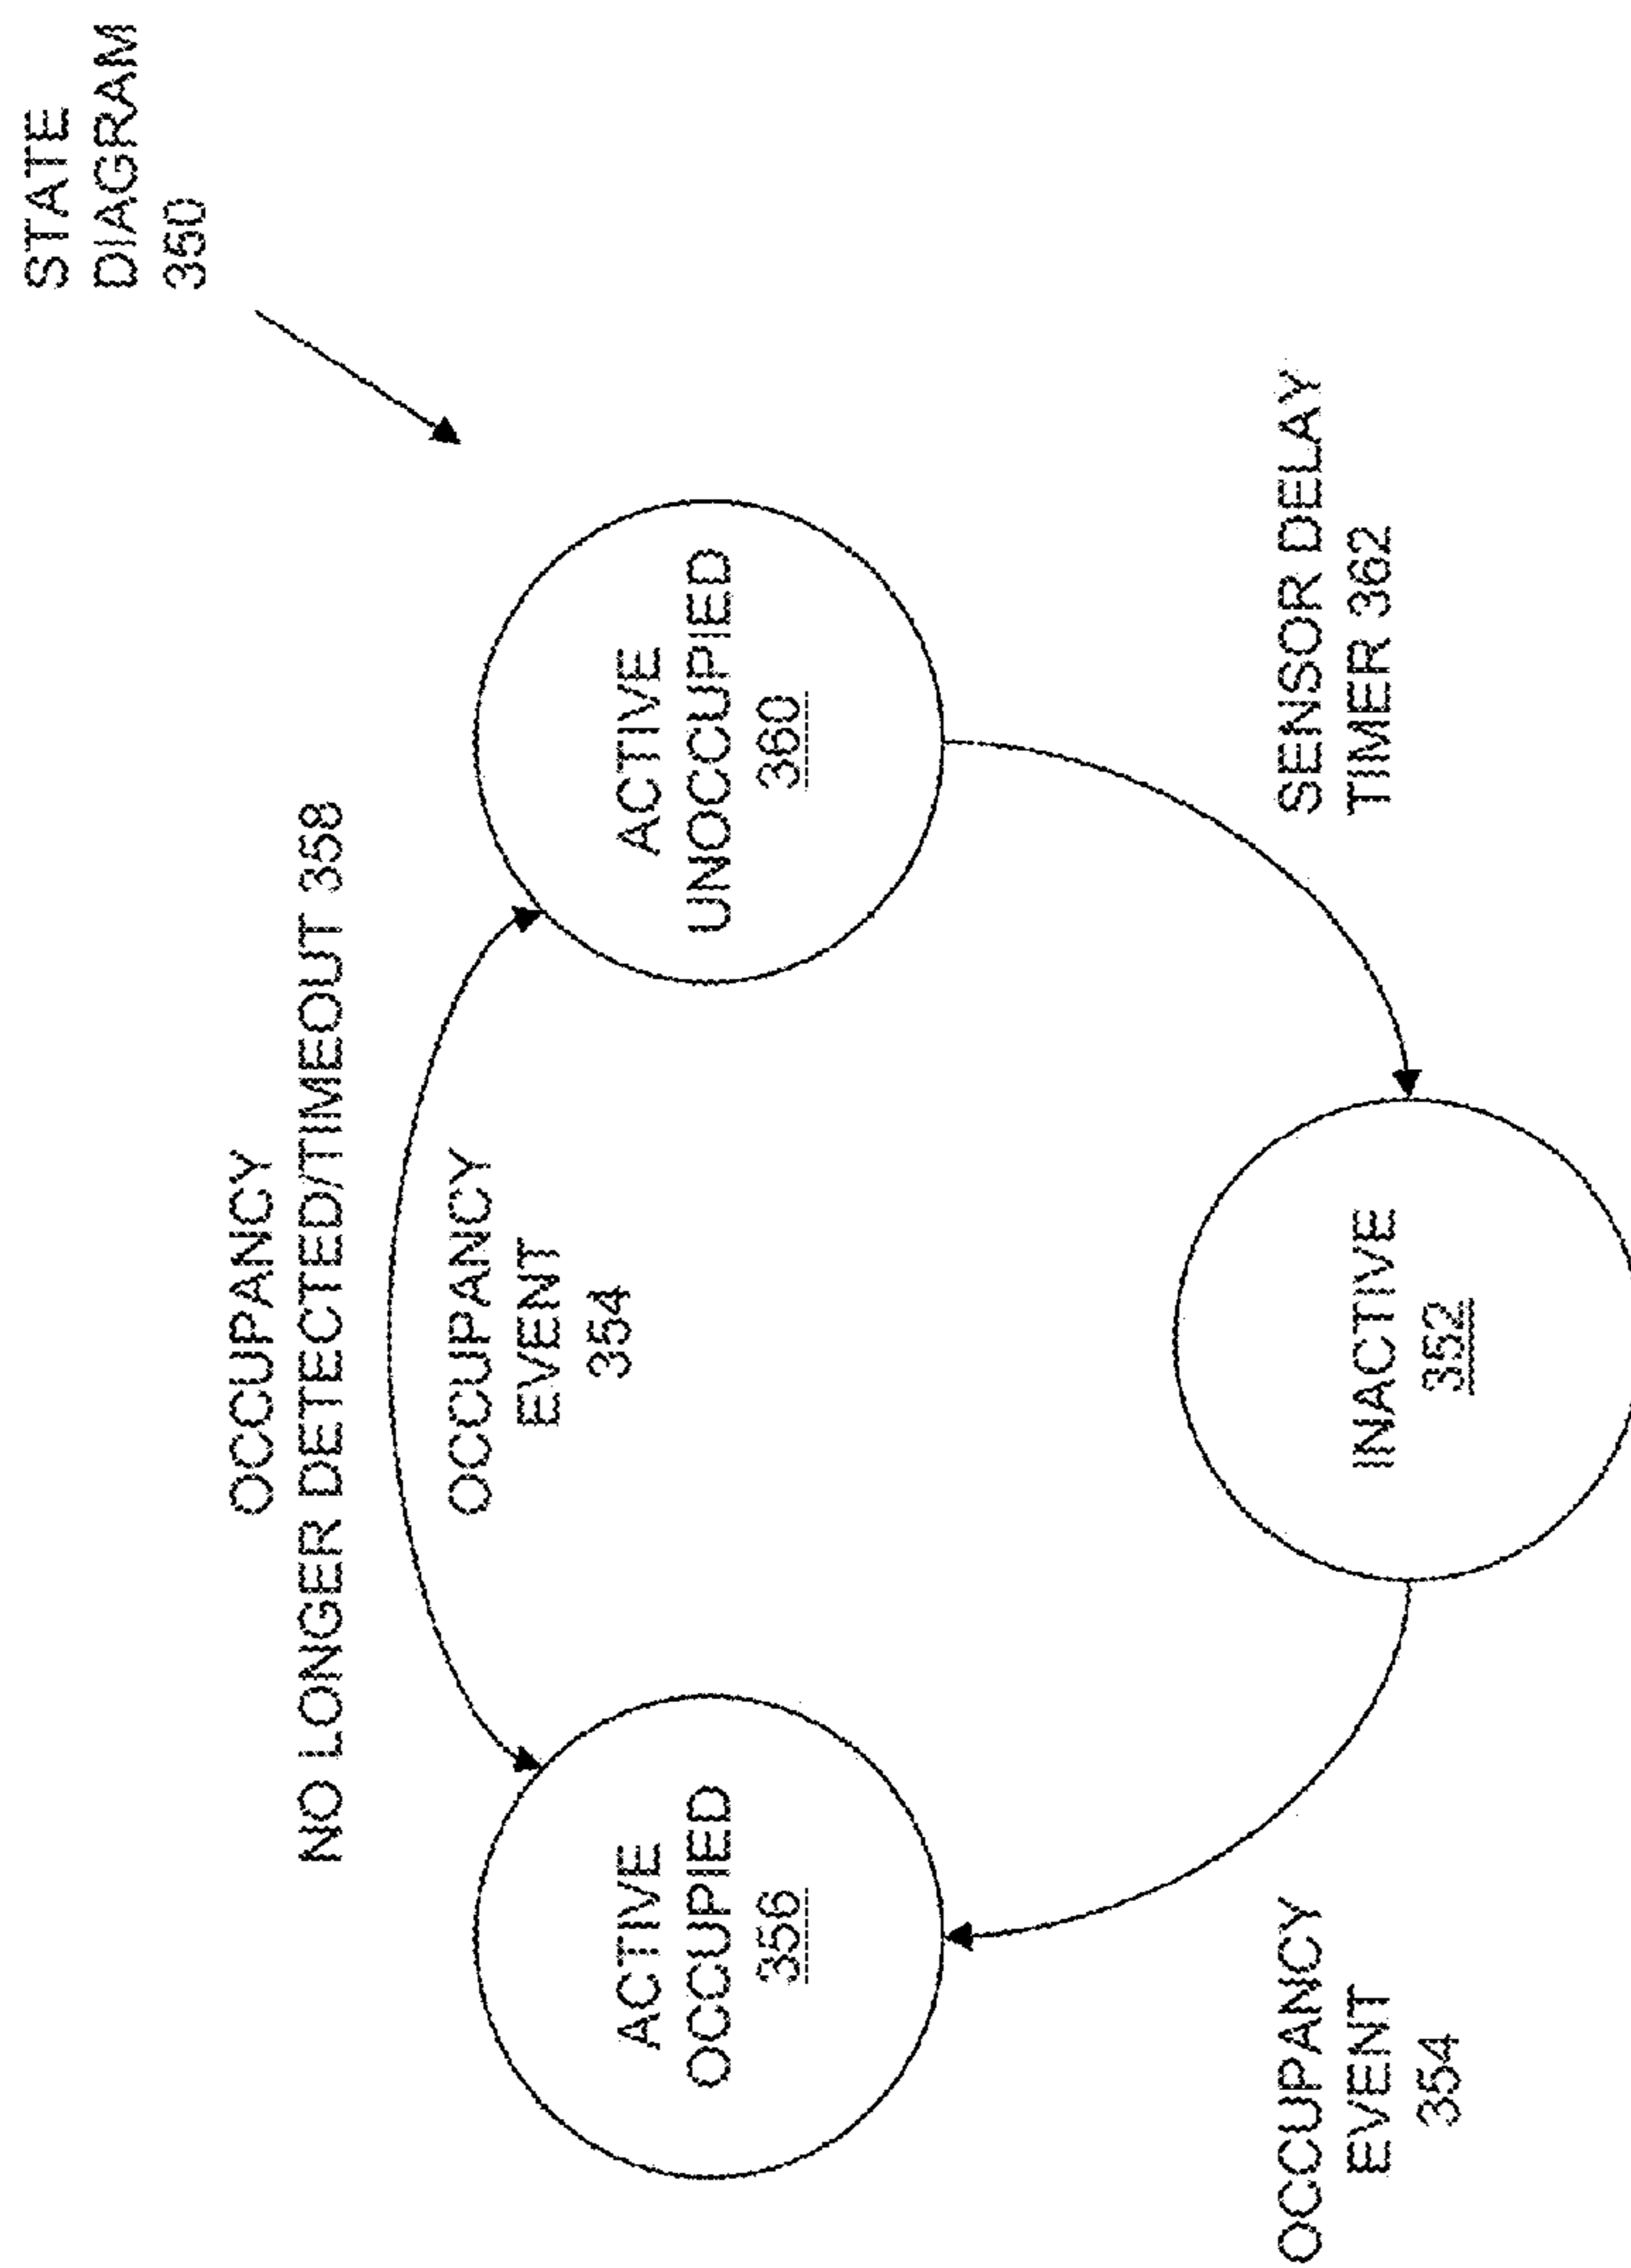 STATE
DIAGRAM
350
OCCUPANCY
NO LONGER DETECTED/TIMEOUT 358
OCCUPANCY
EVENT
354
ACTIVE
OCCUPIED
356
ACTIVE
UNOCCUPIED
360
OCCUPANCY
EVENT
354
SENSOR DELAY
TIMER 362
INACTIVE
352